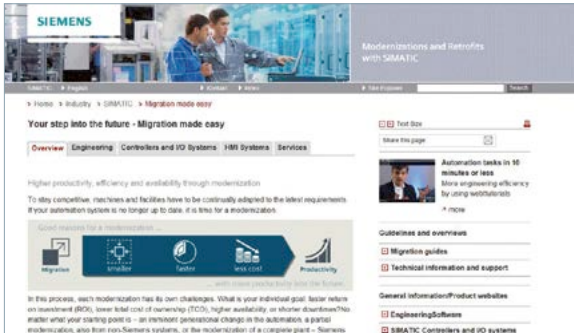 SIEMENS
Modernizations and Retrofits
with SIMATIC
SIMATIC English
Contact
Site Explorer Search
Home Industry SIMATIC Migration made easy
Your step into the future - Migration made easy
Text Size
Share this page
Overview Engineering Controllers and I/O Systems HMI Systems Services
Automation tasks in 10
minutes or less
More engineering efficiency
by using webtutorials
more
Higher productivity, efficiency and availability through modernization
To stay competitive, machines and facilities have to be continually adapted to the latest requirements
If your automation system is no longer up to date, it is time for a modernization.
Good reasons for a modernization ...
Migration smaller faster less cost Productivity
... with more productivity into the future
Guidelines and overviews
Migration guides
Technical information and support
In this process, each modernization has its own challenges. What is your individual goal: faster return
on investment (ROI), lower total cost of ownership (TCO), higher availability, or shorter downtimes?No
matter what your starting point is – an imminent generational change in the automation, a partial
modernization, also from non-Siemens systems, or the modernization of a complete plant – Siemens
General information/Product websites
EngineeringSoftware
SIMATIC Controllers and I/O systems